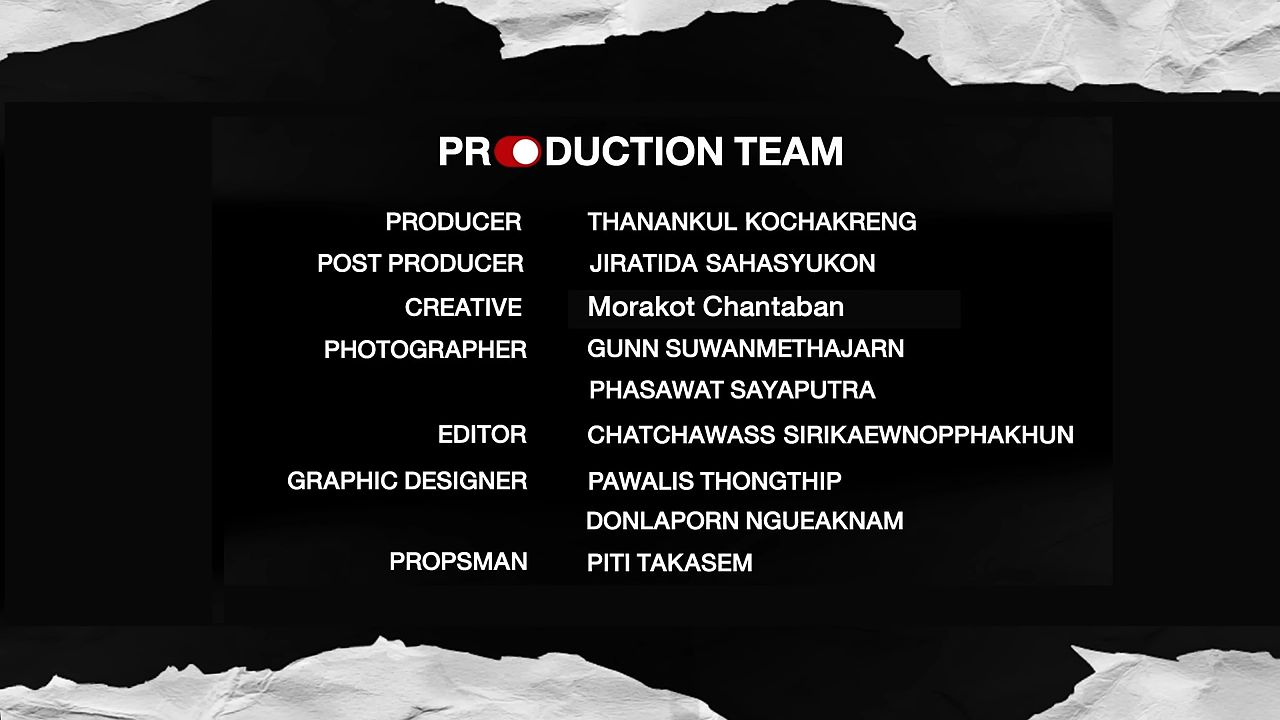 PRODUCTION TEAM
PRODUCER THANANKUL KOCHAKRENG
POST PRODUCER JIRATIDA SAHASYUKON
CREATIVE Morakot Chantaban
PHOTOGRAPHER GUNN SUWANMETHAJARN
PHASAWAT SAYAPUTRA
EDITOR CHATCHAWASS SIRIKAEWNOPPHAKHUN
GRAPHIC DESIGNER PAWALIS THONGTHIP
DONLAPORN NGUEAKNAM
PROPSMAN PITI TAKASEM